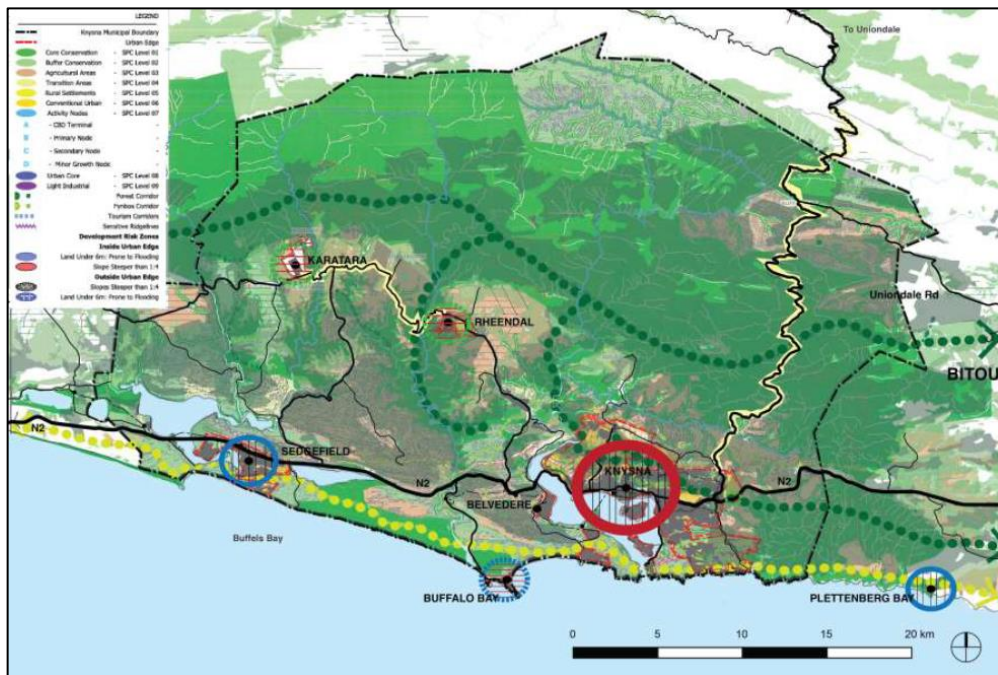 LEGEND
Knysna Municipal Boundary
Urban Edge
Core Conservation - SPC Level 01
Buffer Conservation - SPC Level 02
Agricultural Areas - SPC Level 03
Transition Areas - SPC Level 04
Rural Settlements - SPC Level 05
Conventional Urban - SPC Level 06
Activity Nodes - SPC Level 07
A - CBD Terminal
B - Primary Node
C - Secondary Node
D - Minor Growth Node
Urban Core - SPC Level 08
Light Industrial - SPC Level 09
Forest Corridor
Fynbos Corridor
Tourism Corridors
Sensitive Ridgelines
Development Risk Zones
Inside Urban Edge
Land Under 6m: Prone to Flooding
Slope Steeper than 1:4
Outside Urban Edge
Slopes Steeper than 1:4
Land Under 6m: Prone to Flooding
To Uniondale
KARATARA
Uniondale Rd
RHEENDAL
BITOU
N2
SEDGEFIELD
KNYSNA
N2
N2
BELVEDERE
Buffels Bay
BUFFALO BAY
PLETTENBERG BAY
0 5 10 15 20 km